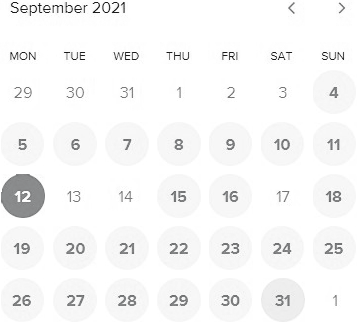 September 2021
MON TUE WED THU FRI SAT SUN
29 30 31 1 2 3 4
5 6 7 8 9 10 11
12 13 14 15 16 17 18
19 20 21 22 23 24 25
26 27 28 29 30 31 1